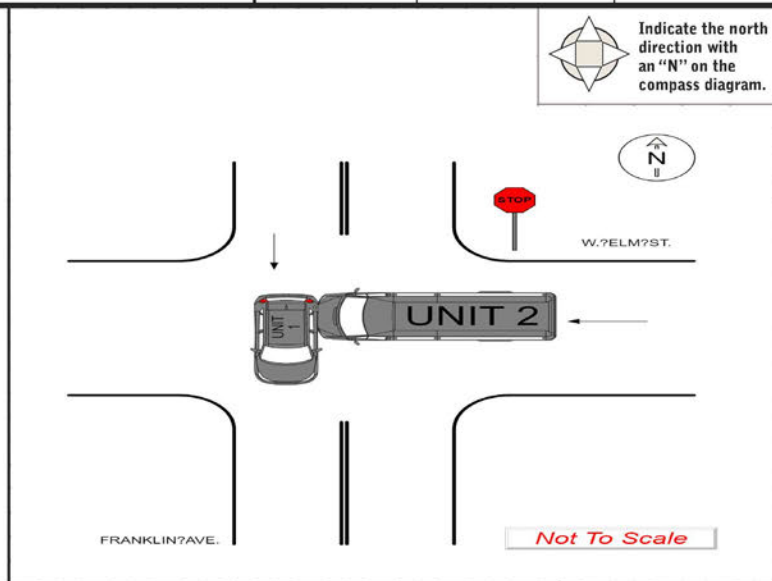 Indicate the north
direction with
an “N” on the
compass diagram.
N
STOP
W.?ELM?ST.
UNIT
1
UNIT 2
FRANKLIN?AVE.
Not To Scale